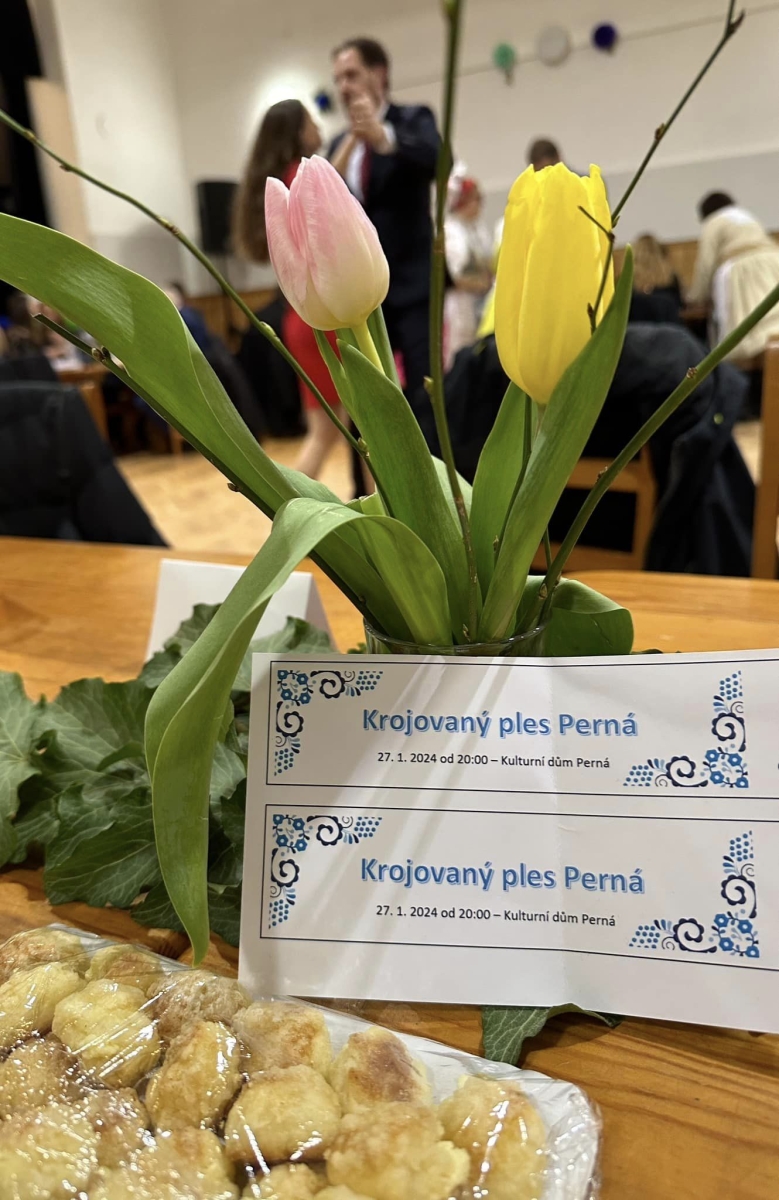 Krojovaný ples Perná
27. 1. 2024 od 20:00 – Kulturní dům Perná
Krojovaný ples Perná
27. 1. 2024 od 20:00 – Kulturní dům Perná